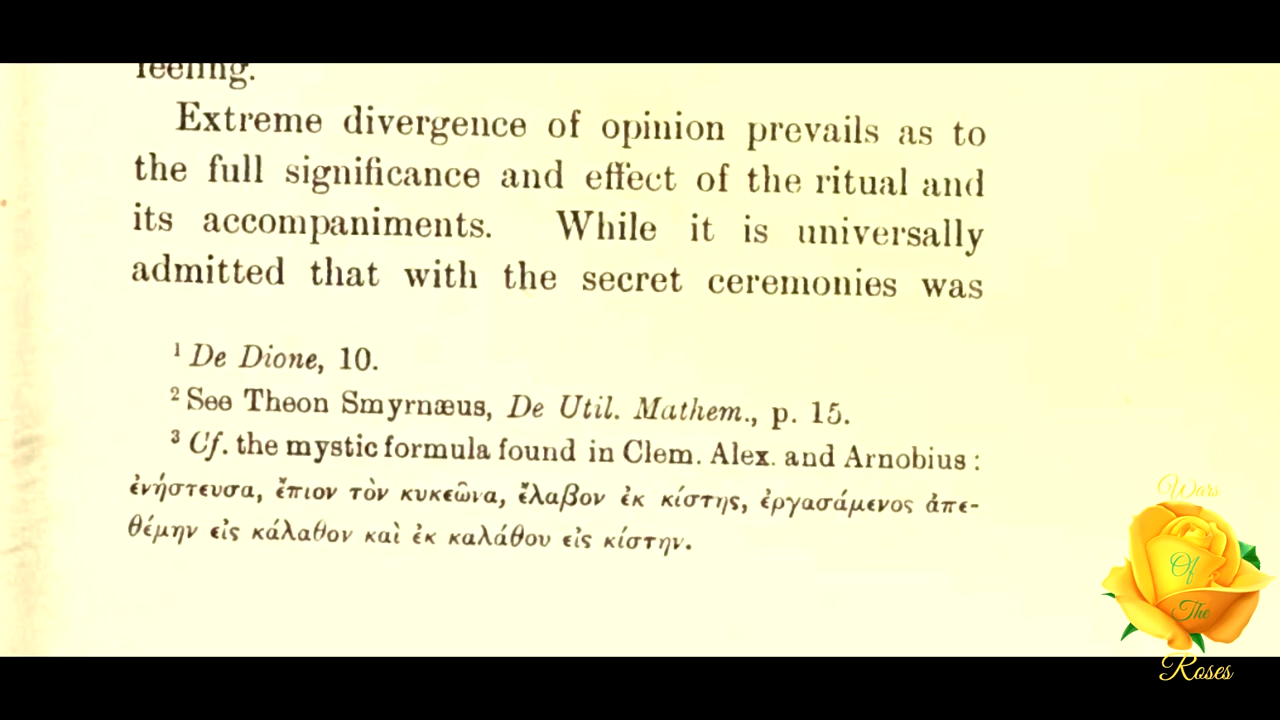 feeling.
Extreme divergence of opinion prevails as to
the full significance and effect of the ritual and
its accompaniments. While it is universally
admitted that with the secret ceremonies was
¹ De Dione, 10.
² See Theon Smyrnæus, De Util. Mathem., p. 15.
³ Cf. the mystic formula found in Clem. Alex. and Arnobius :
ἐνήστευσα, ἔπιον τὸν κυκεῶνα, ἔλαβον ἐκ κίστης, ἐργασάμενος ἀπε-
θέμην εἰς κάλαθον καὶ ἐκ καλάθου εἰς κίστην.
Wars
Of
The
Roses